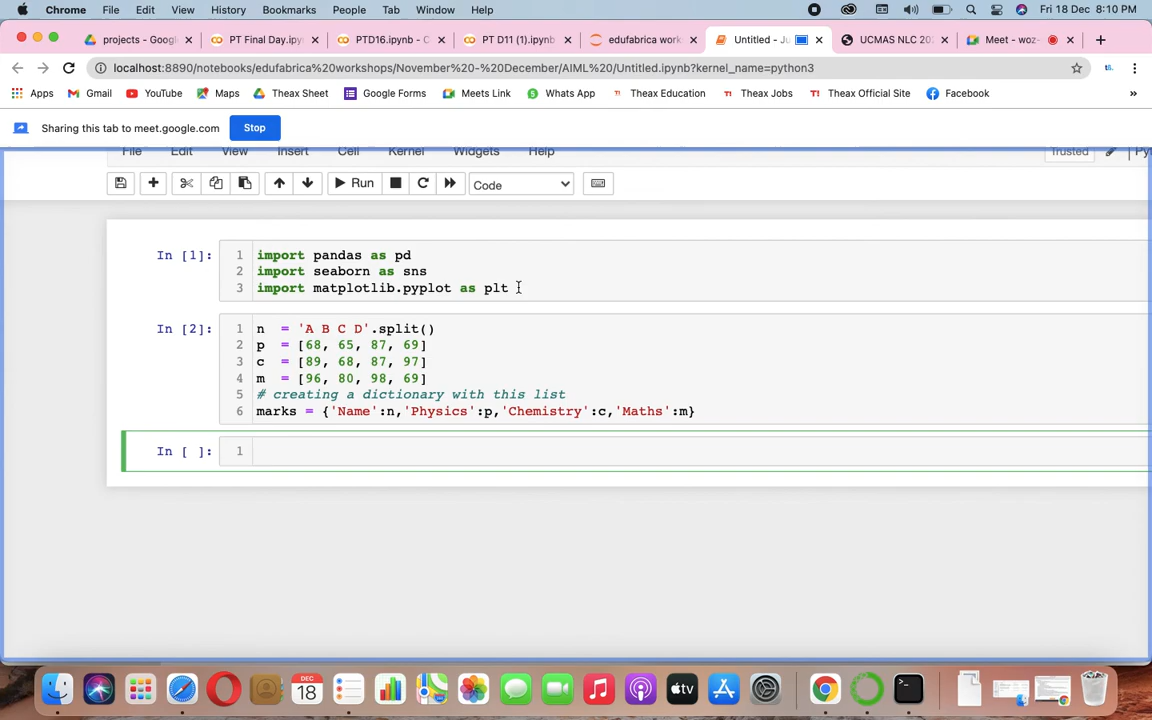 Chrome File Edit View History Bookmarks People Tab Window Help Fri 18 Dec 8:10 PM
projects - Googl PT Final Day.ipy PTD16.ipynb - C PT D11 (1).ipynb edufabrica work Untitled - Ju UCMAS NLC 20 Meet - woz-
localhost:8890/notebooks/edufabrica%20workshops/November%20-%20December/AIML%20/Untitled.ipynb?kernel_name=python3
Apps Gmail YouTube Maps Theax Sheet Google Forms Meets Link Whats App Theax Education Theax Jobs Theax Official Site Facebook »
Sharing this tab to meet.google.com Stop
File Edit View Insert Cell Kernel Widgets Help Trusted Py
Run Code
In [1]: 1 import pandas as pd
2 import seaborn as sns
3 import matplotlib.pyplot as plt
In [2]: 1 n = 'A B C D'.split()
2 p = [68, 65, 87, 69]
3 c = [89, 68, 87, 97]
4 m = [96, 80, 98, 69]
5 # creating a dictionary with this list
6 marks = {'Name':n,'Physics':p,'Chemistry':c,'Maths':m}
In [ ]: 1
DEC
18
tv